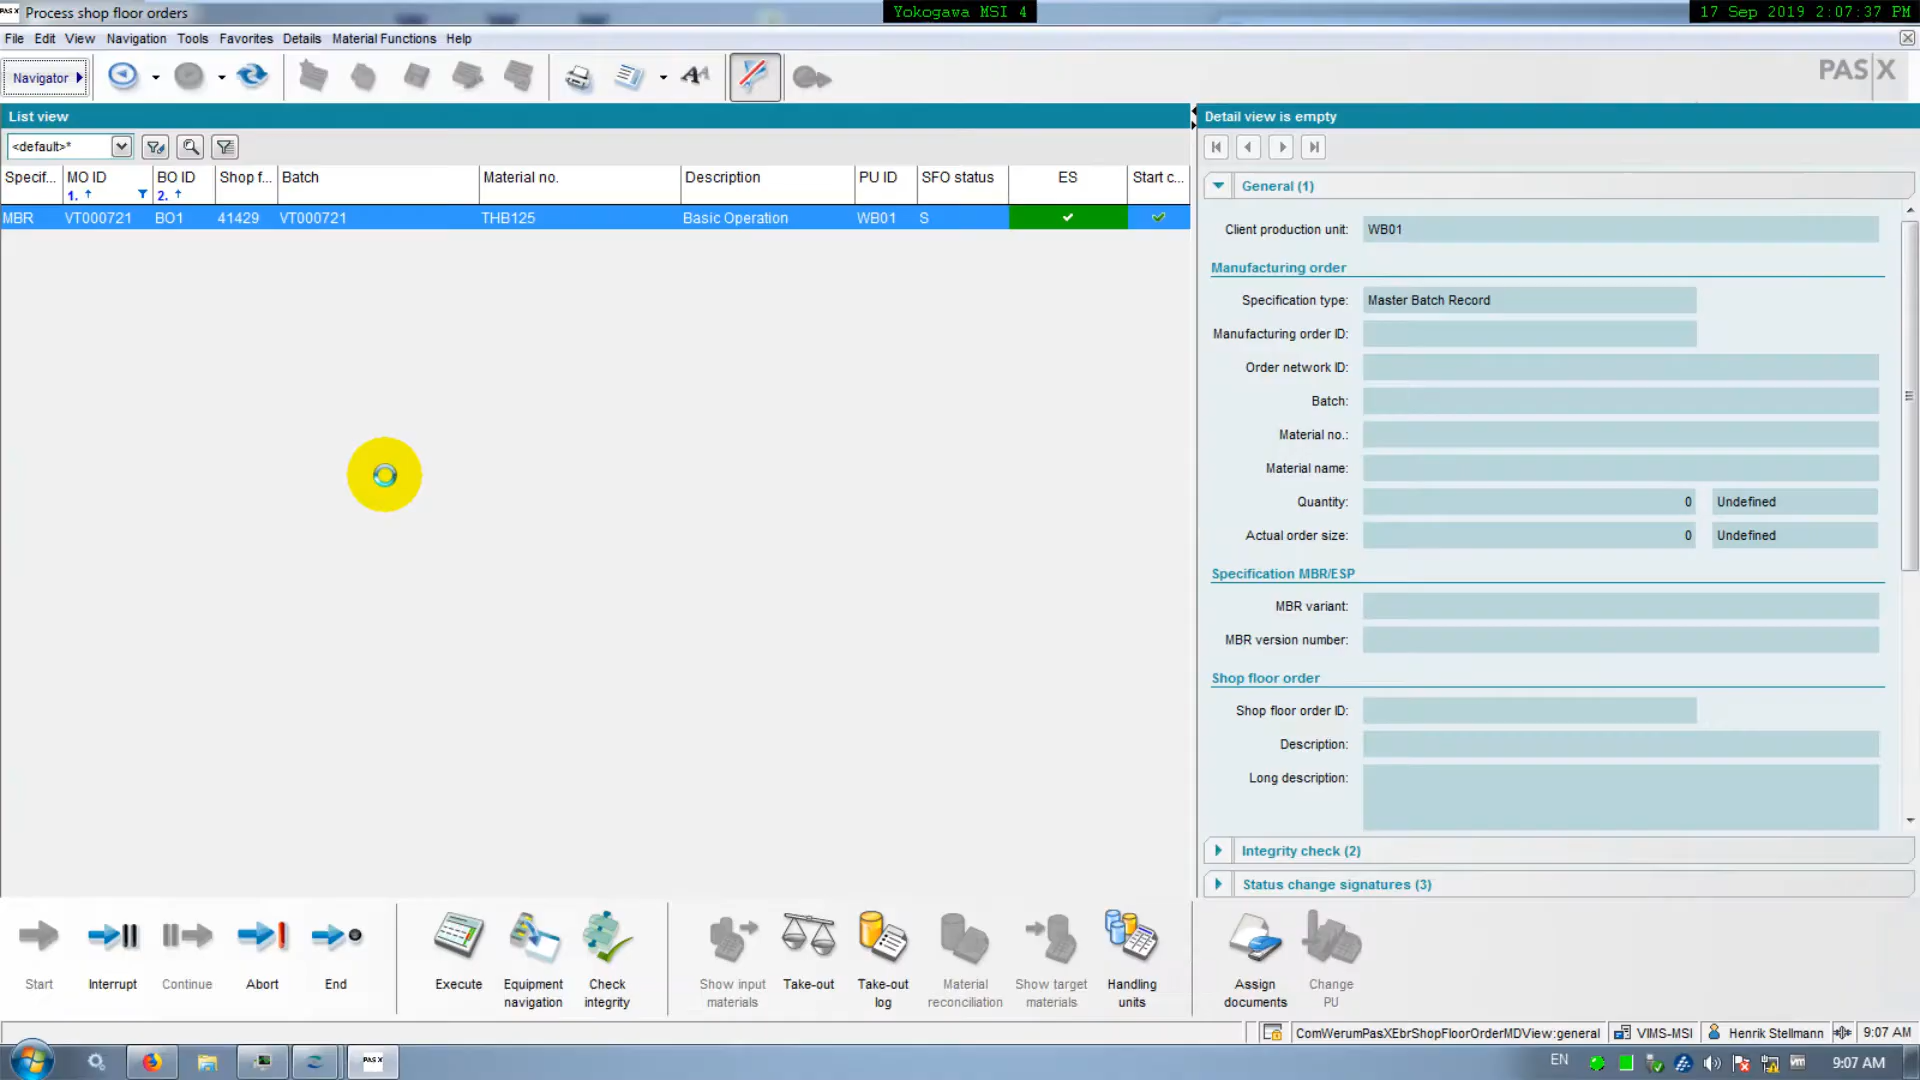 PAS X Process shop floor orders
Yokogawa MSI 4
17 Sep 2019 2:07:37 PM
File Edit View Navigation Tools Favorites Details Material Functions Help
Navigator
PAS|X
List view
<default>*
Specif... MO ID BO ID Shop f... Batch Material no. Description PU ID SFO status ES Start c...
1. 2.
MBR VT000721 BO1 41429 VT000721 THB125 Basic Operation WB01 S
Detail view is empty
General (1)
Client production unit: WB01
Manufacturing order
Specification type: Master Batch Record
Manufacturing order ID:
Order network ID:
Batch:
Material no.:
Material name:
Quantity: 0 Undefined
Actual order size: 0 Undefined
Specification MBR/ESP
MBR variant:
MBR version number:
Shop floor order
Shop floor order ID:
Description:
Long description:
Integrity check (2)
Status change signatures (3)
Start
Interrupt
Continue
Abort
End
Execute
Equipment
navigation
Check
integrity
Show input
materials
Take-out
Take-out
log
Material
reconciliation
Show target
materials
Handling
units
Assign
documents
Change
PU
ComWerumPasXEbrShopFloorOrderMDView:general VIMS-MSI Henrik Stellmann 9:07 AM
PAS X
EN
9:07 AM